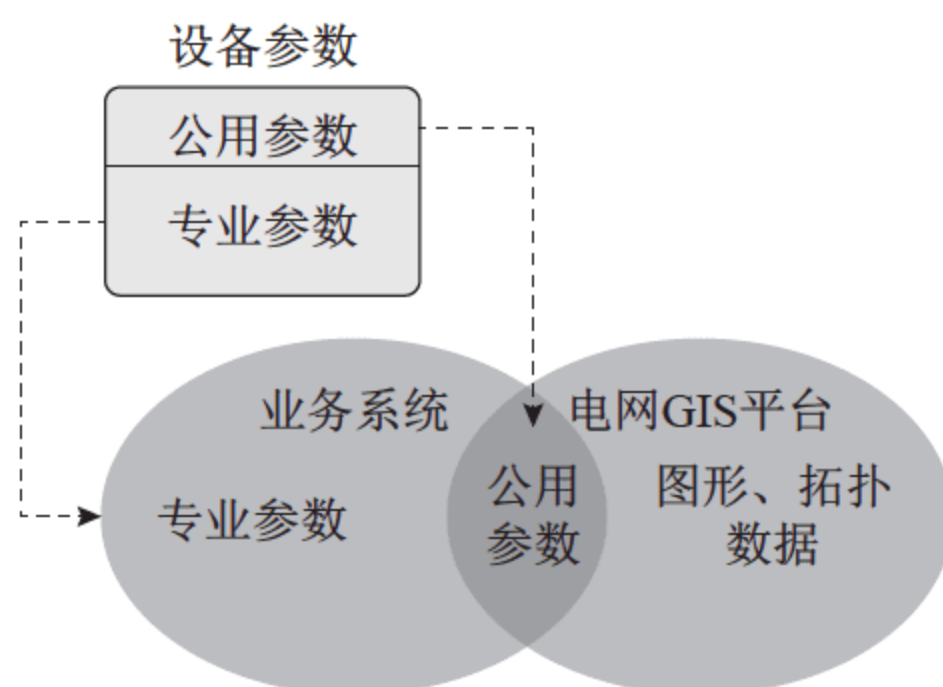 设备参数
公用参数
专业参数
业务系统
电网GIS平台
专业参数
公用
参数
图形、拓扑
数据